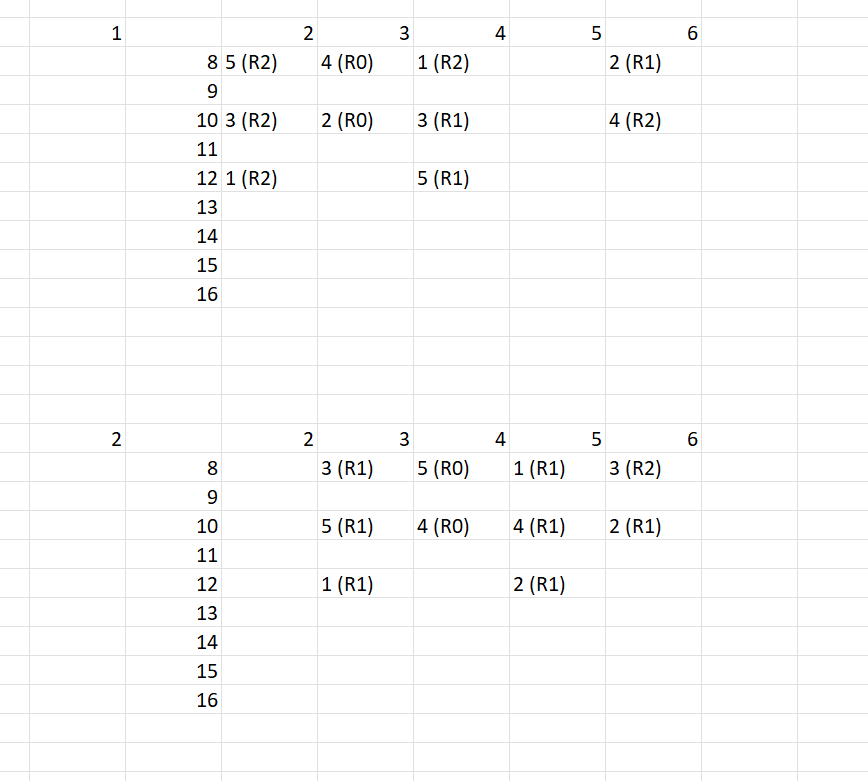 1 2 3 4 5 6
8 5 (R2) 4 (R0) 1 (R2) 2 (R1)
9
10 3 (R2) 2 (R0) 3 (R1) 4 (R2)
11
12 1 (R2) 5 (R1)
13
14
15
16
2 2 3 4 5 6
8 3 (R1) 5 (R0) 1 (R1) 3 (R2)
9
10 5 (R1) 4 (R0) 4 (R1) 2 (R1)
11
12 1 (R1) 2 (R1)
13
14
15
16